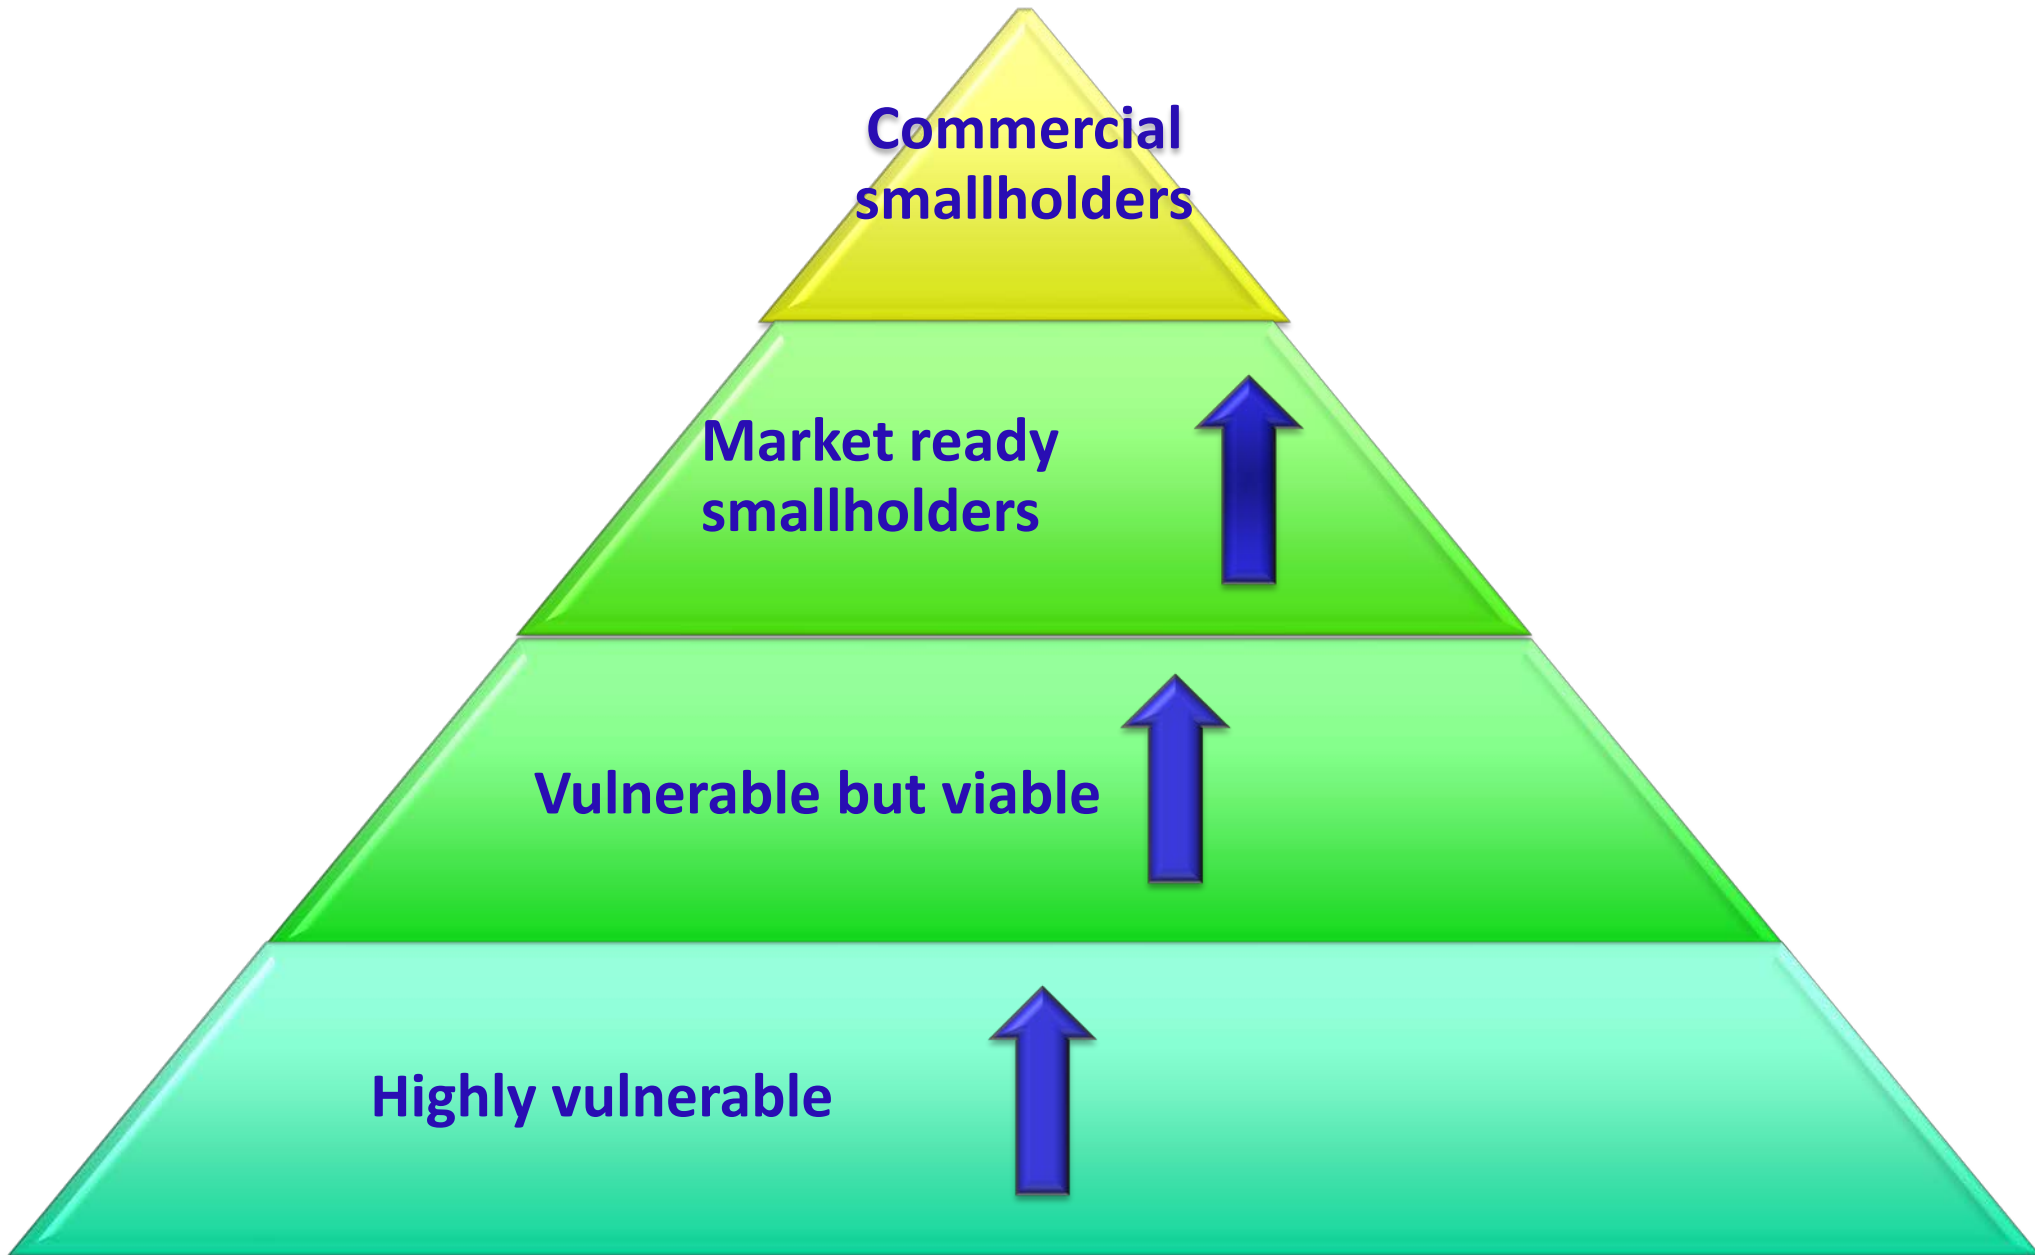 Commercial
smallholders
Market ready
smallholders
Vulnerable but viable
Highly vulnerable